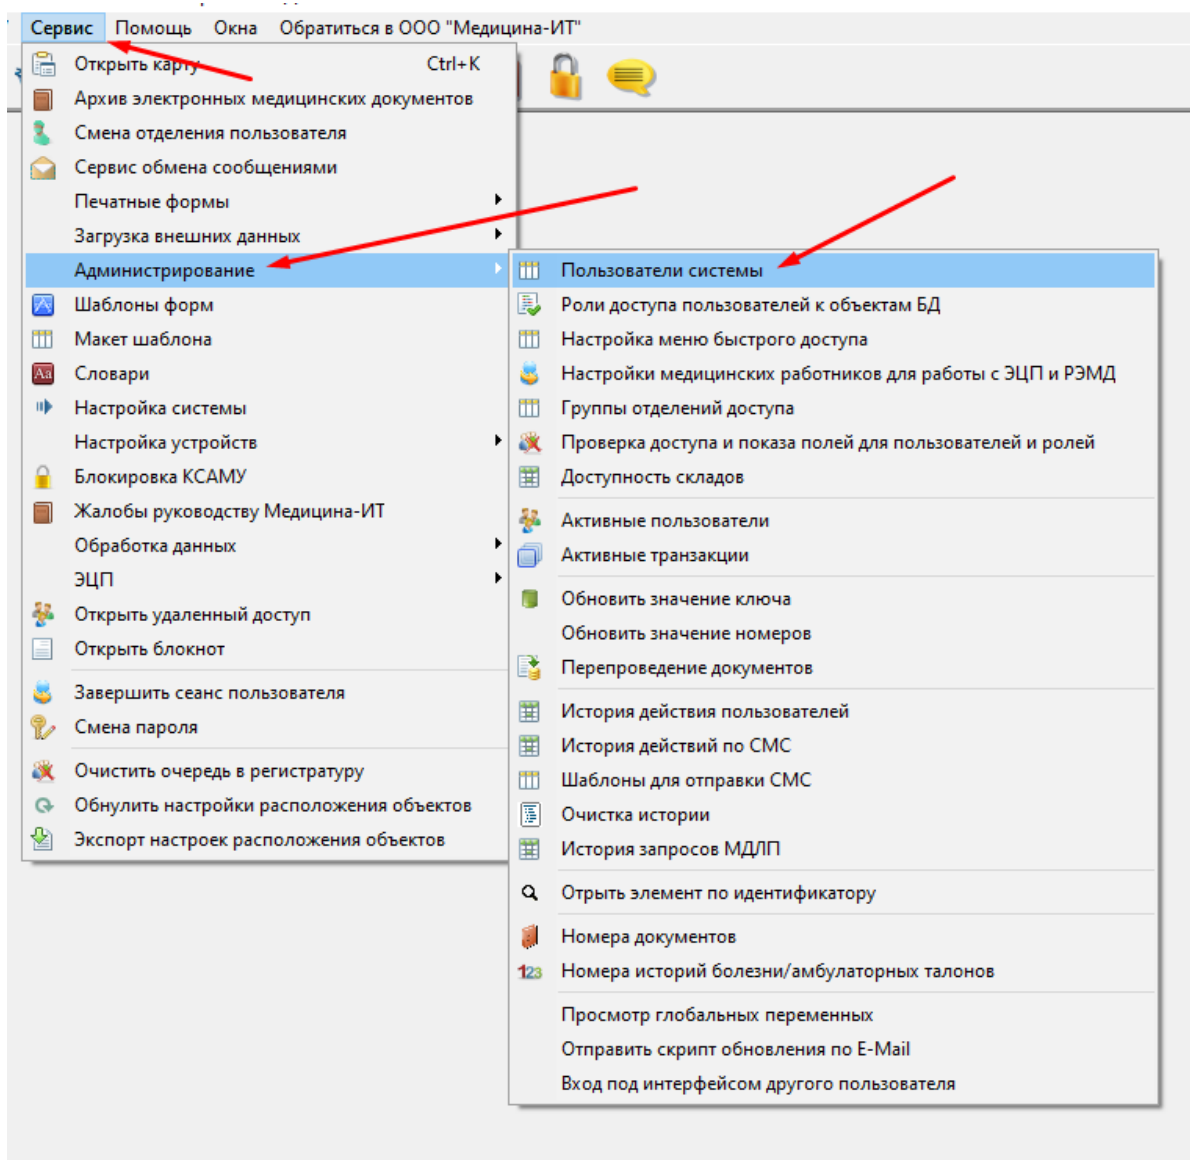 Сервис Помощь Окна Обратиться в ООО "Медицина-ИТ"
Открыть карту Ctrl+K
Архив электронных медицинских документов
Смена отделения пользователя
Сервис обмена сообщениями
Печатные формы
Загрузка внешних данных
Администрирование
Шаблоны форм
Макет шаблона
Aa Словари
Настройка системы
Настройка устройств
Блокировка КСАМУ
Жалобы руководству Медицина-ИТ
Обработка данных
ЭЦП
Открыть удаленный доступ
Открыть блокнот
Завершить сеанс пользователя
Смена пароля
Очистить очередь в регистратуру
Обнулить настройки расположения объектов
Экспорт настроек расположения объектов
Пользователи системы
Роли доступа пользователей к объектам БД
Настройка меню быстрого доступа
Настройки медицинских работников для работы с ЭЦП и РЭМД
Группы отделений доступа
Проверка доступа и показа полей для пользователей и ролей
Доступность складов
Активные пользователи
Активные транзакции
Обновить значение ключа
Обновить значение номеров
Перепроведение документов
История действия пользователей
История действий по СМС
Шаблоны для отправки СМС
Очистка истории
История запросов МДЛП
Отрыть элемент по идентификатору
Номера документов
123 Номера историй болезни/амбулаторных талонов
Просмотр глобальных переменных
Отправить скрипт обновления по E-Mail
Вход под интерфейсом другого пользователя